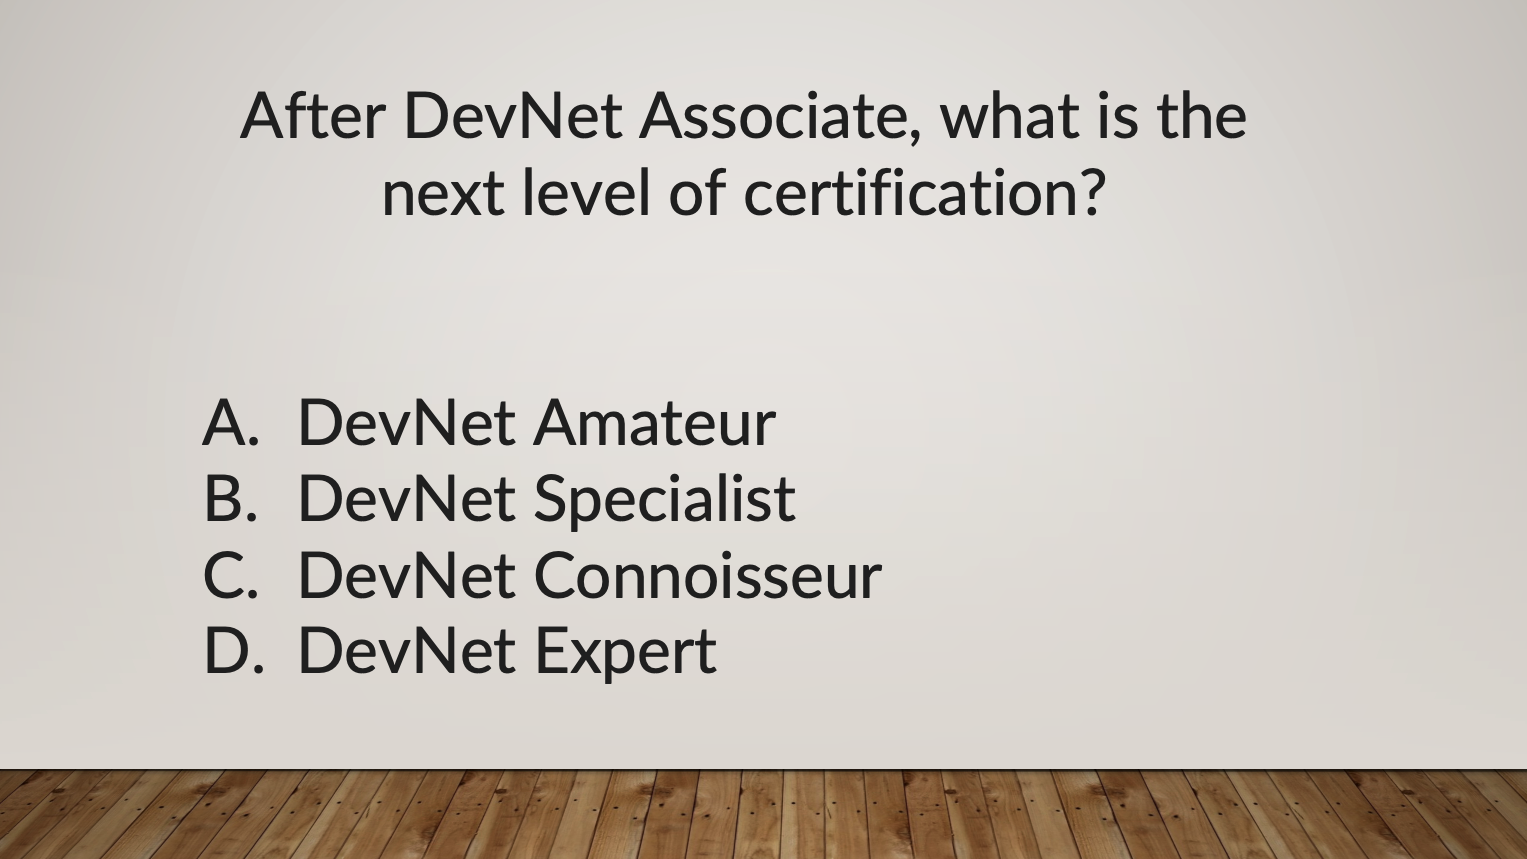 After DevNet Associate, what is the
next level of certification?
A. DevNet Amateur
B. DevNet Specialist
C. DevNet Connoisseur
D. DevNet Expert